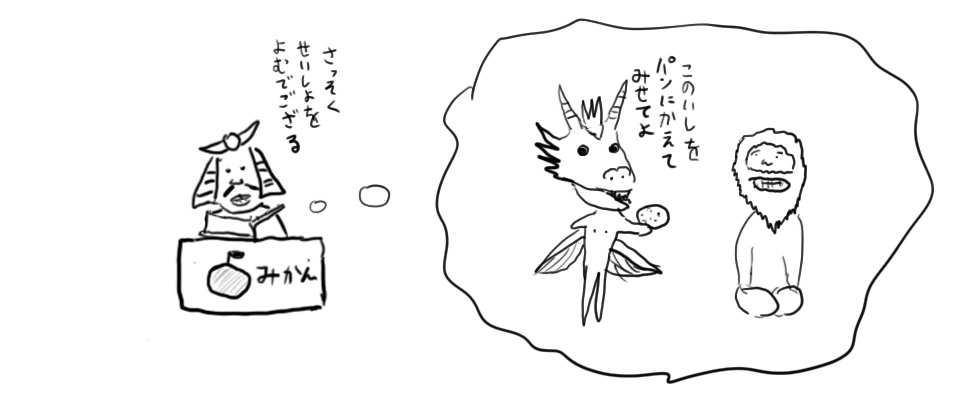 さっそく
せいしょを
よむでござる
みかん
このいしを
パンにかえて
みせてよ